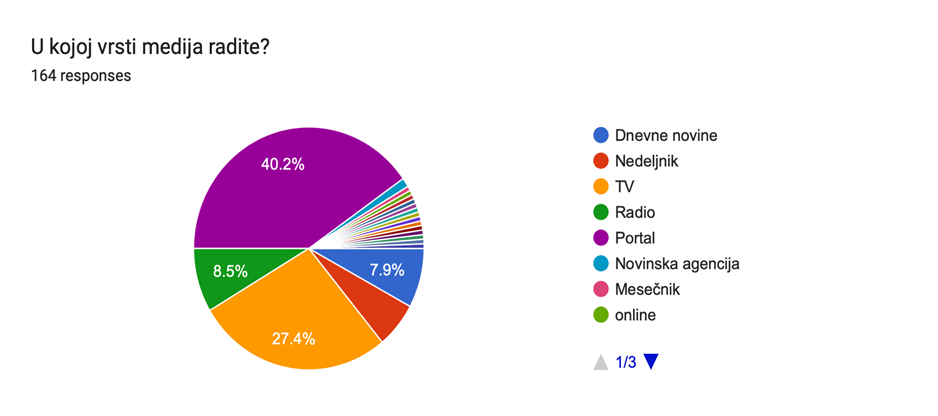 U kojoj vrsti medija radite?
164 responses
40.2%
8.5%
7.9%
27.4%
Dnevne novine
Nedeljnik
TV
Radio
Portal
Novinska agencija
Mesečnik
online
1/3